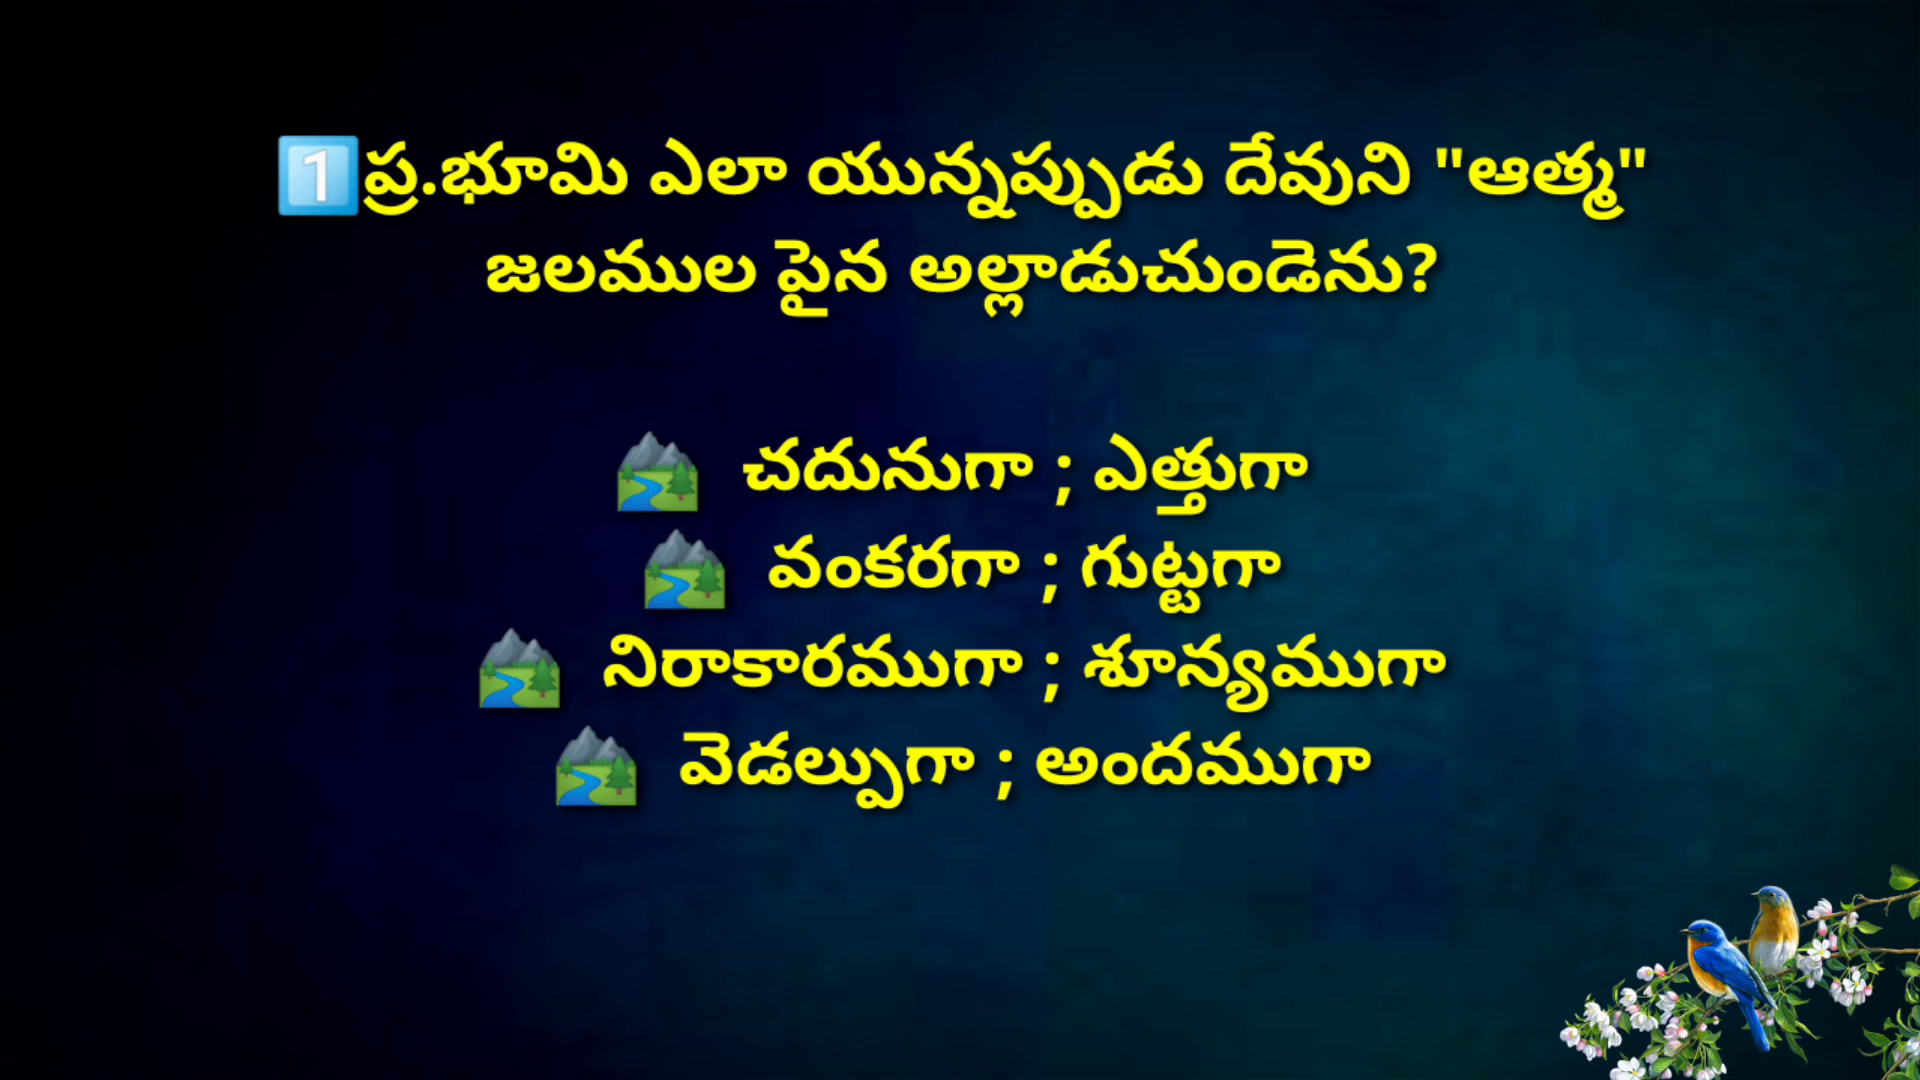 1️⃣ప్ర.భూమి ఎలా యున్నప్పుడు దేవుని "ఆత్మ"
జలముల పైన అల్లాడుచుండెను?
🏞️ చదునుగా ; ఎత్తుగా
🏞️ వంకరగా ; గుట్టగా
🏞️ నిరాకారముగా ; శూన్యముగా
🏞️ వెడల్పుగా ; అందముగా